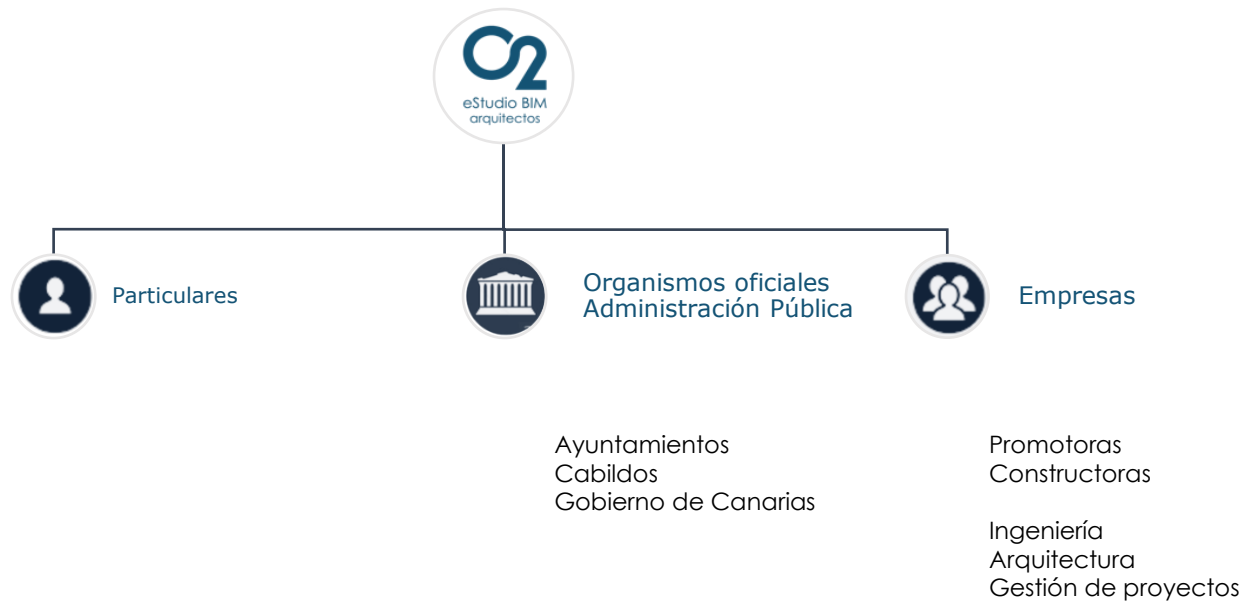 O2
eStudio BIM
arquitectos
Particulares
Organismos oficiales
Administración Pública
Empresas
Ayuntamientos
Cabildos
Gobierno de Canarias
Promotoras
Constructoras
Ingeniería
Arquitectura
Gestión de proyectos